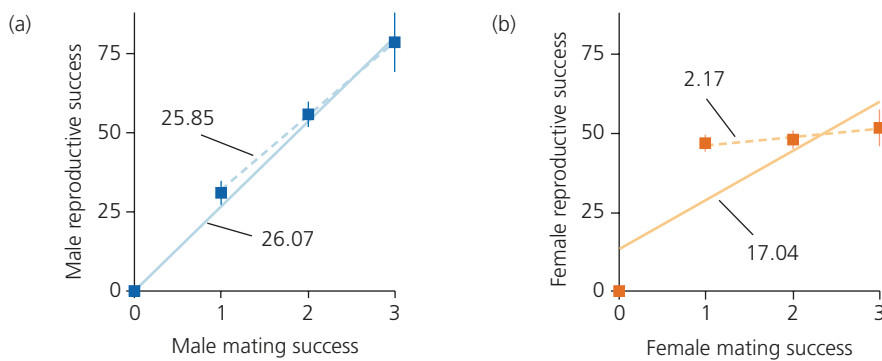 (a)
Male reproductive success
75
50
25
0
25.85
26.07
0 1 2 3
Male mating success
(b)
Female reproductive success
75
50
25
0
2.17
17.04
0 1 2 3
Female mating success